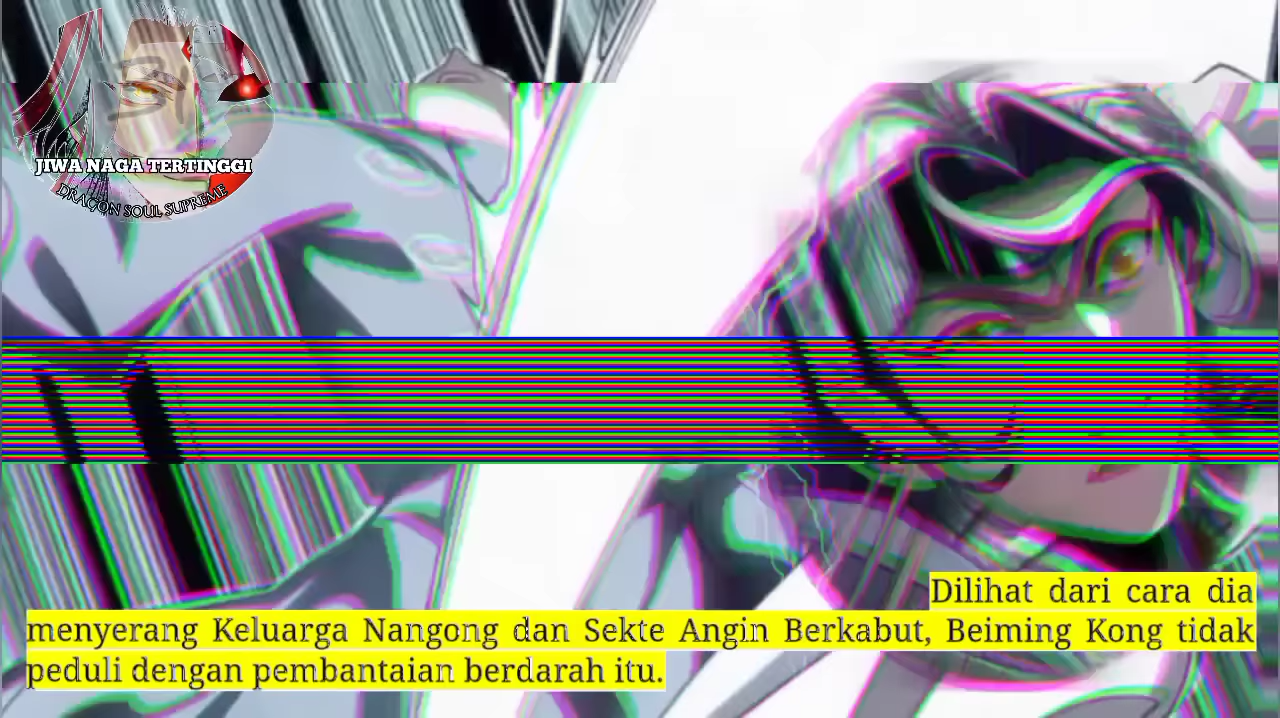 JIWA NAGA TERTINGGI
DRAGON SOUL SUPREME
Dilihat dari cara dia
menyerang Keluarga Nangong dan Sekte Angin Berkabut, Beiming Kong tidak
peduli dengan pembantaian berdarah itu.